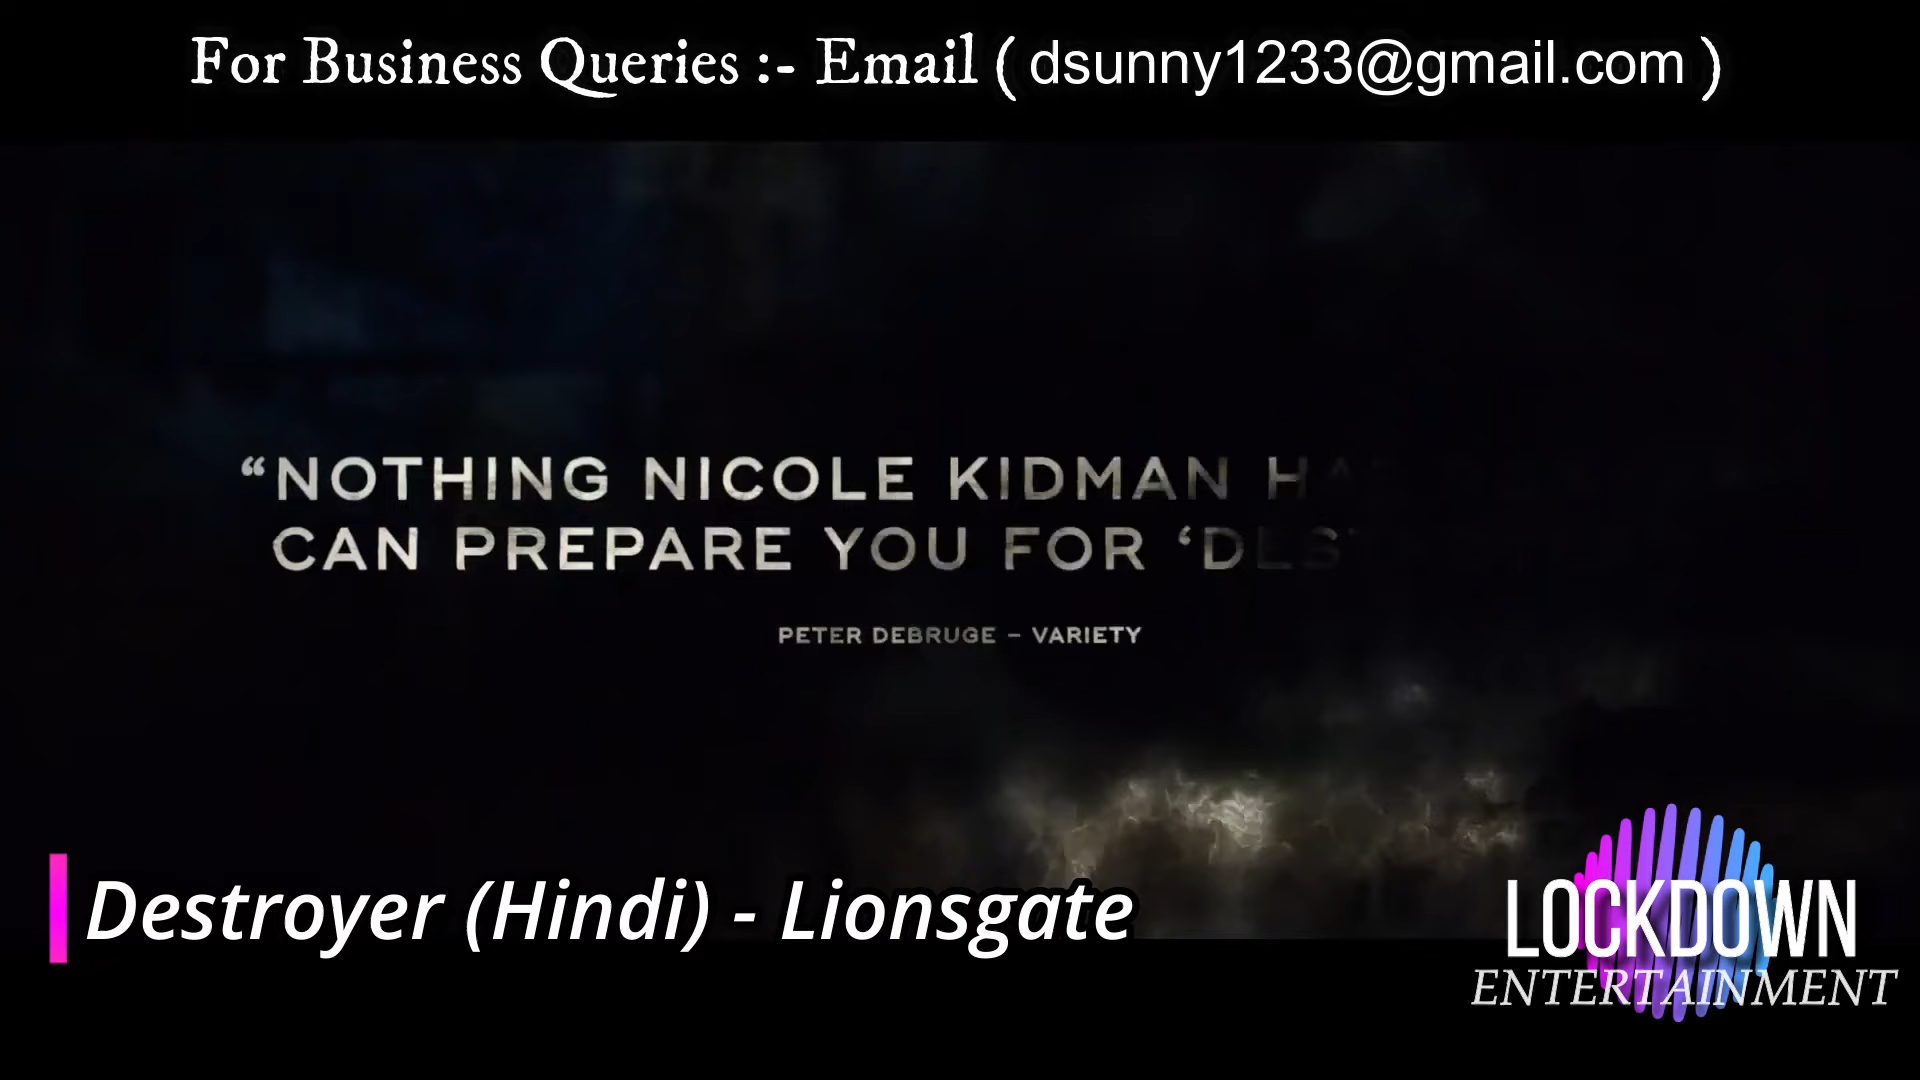 For Business Queries :- Email ( dsunny1233@gmail.com )
“NOTHING NICOLE KIDMAN
CAN PREPARE YOU FOR
PETER DEBRUGE – VARIETY
Destroyer (Hindi) - Lionsgate
LOCKDOWN
ENTERTAINMENT